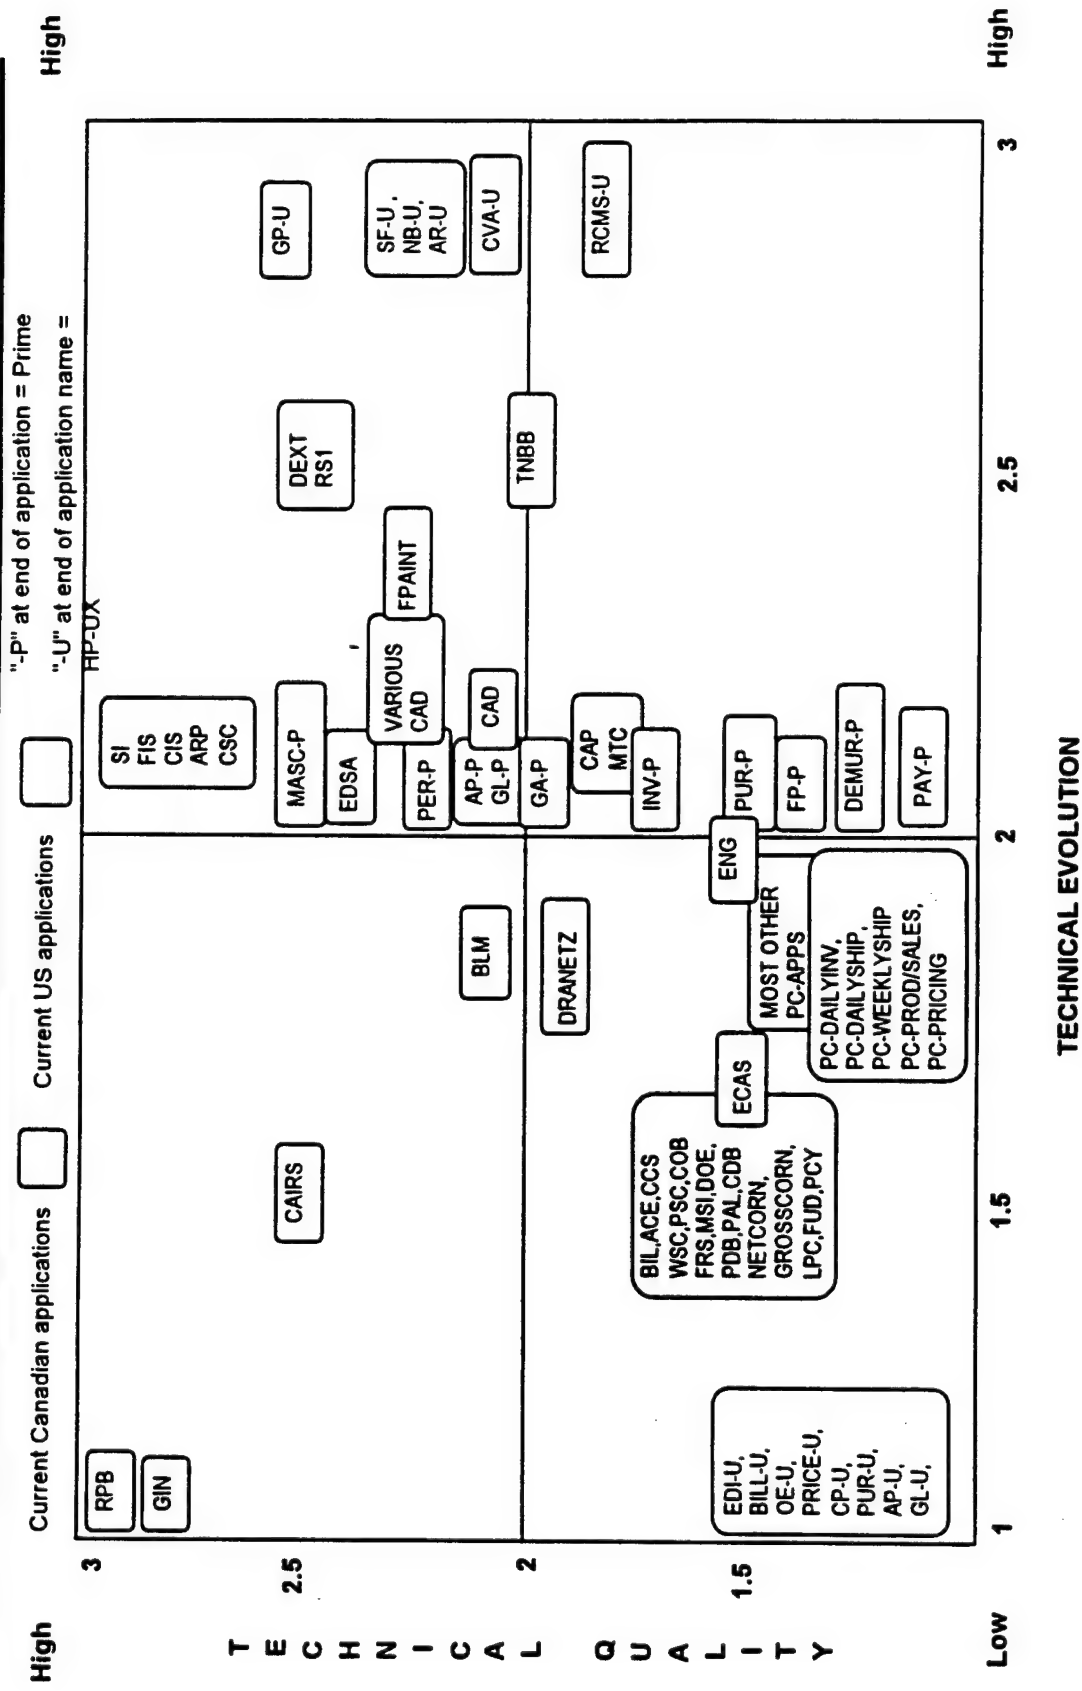 "-P" at end of application = Prime
"-U" at end of application name =
HP-UX
Current Canadian applications
Current US applications
High
High
3
2.5
2
1.5
TECHNICAL QUALITY
RPB
GIN
CAIRS
BLM
SI
FIS
CIS
ARP
CSC
MASC-P
EDSA
PER-P
AP-P
GL-P
VARIOUS
CAD
CAD
FPAINT
DEXT
RS1
GP-U
SF-U,
NB-U,
AR-U
CVA-U
TNBB
GA-P
DRANETZ
CAP
MTC
INV-P
RCMS-U
PUR-P
FP-P
DEMUR-P
PAY-P
ENG
MOST OTHER
PC-APPS
ECAS
BIL,ACE,CCS
WSC,PSC,COB
FRS,MSI,DOE,
PDB,PAL,CDB
NETCORN,
GROSSCORN,
LPC,FUD,PCY
PC-DAILYINV,
PC-DAILYSHIP,
PC-WEEKLYSHIP
PC-PROD/SALES,
PC-PRICING
EDI-U,
BILL-U,
OE-U,
PRICE-U,
CP-U,
PUR-U,
AP-U,
GL-U,
Low
1
1.5
2
2.5
3
High
TECHNICAL EVOLUTION